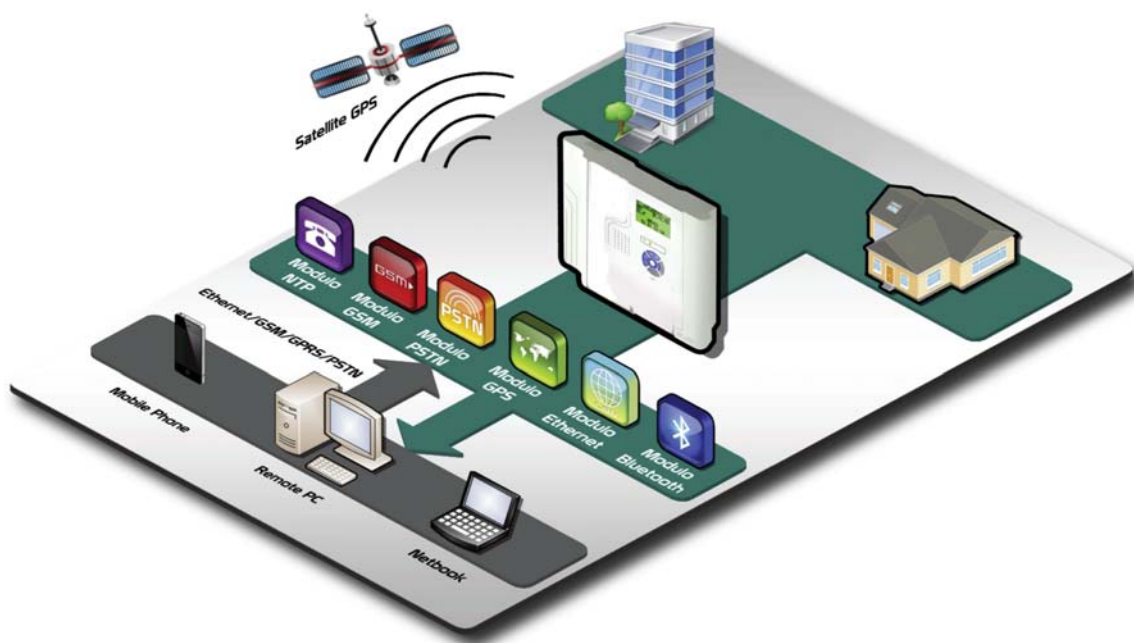 Satellite GPS
Modulo
NTP
GSM
Modulo
GSM
PSTN
Modulo
PSTN
Modulo
GPS
Modulo
Ethernet
Modulo
Bluetooth
Ethernet/GSM/GPRS/PSTN
Mobile Phone
Remote PC
Netbook